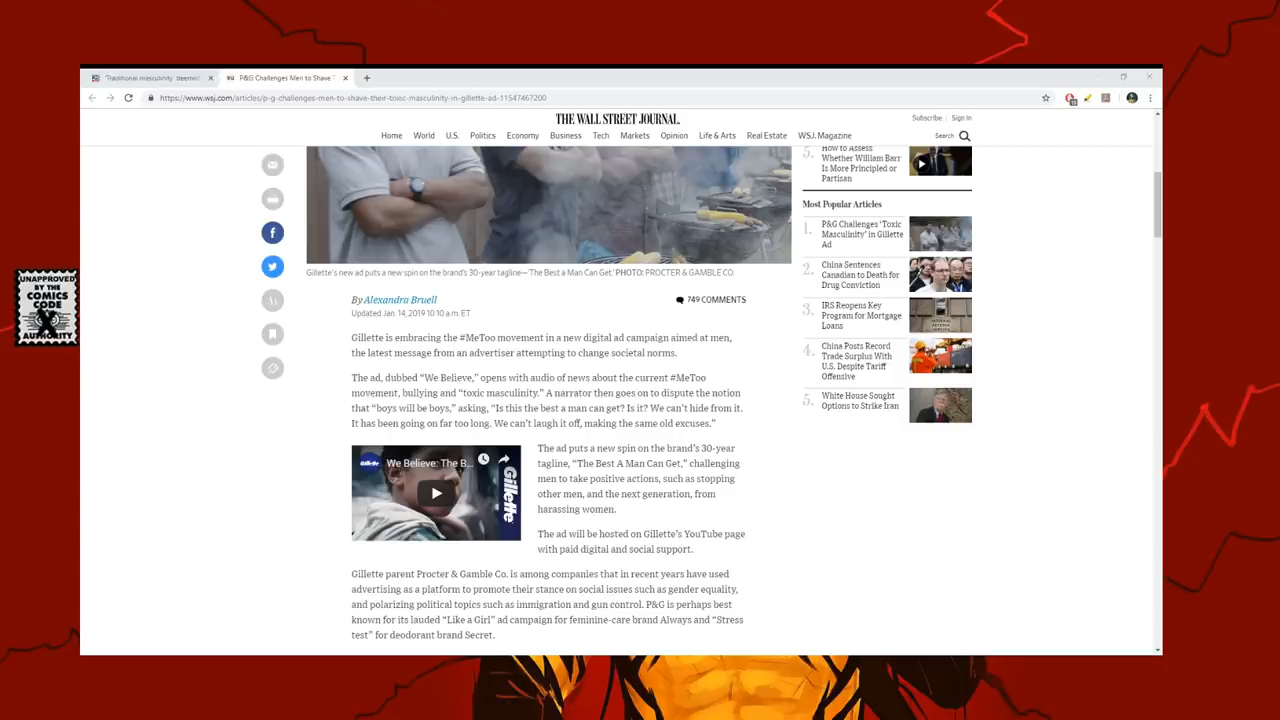 'Traditional masculinity' deemed
P&G Challenges Men to Shave T
https://www.wsj.com/articles/p-g-challenges-men-to-shave-their-toxic-masculinity-in-gillette-ad-11547467200
THE WALL STREET JOURNAL.
Subscribe
Sign In
Home
World
U.S.
Politics
Economy
Business
Tech
Markets
Opinion
Life & Arts
Real Estate
WSJ. Magazine
Search
5.
How to Assess
Whether William Barr
Is More Principled or
Partisan
Most Popular Articles
1.
P&G Challenges ‘Toxic
Masculinity’ in Gillette
Ad
2.
China Sentences
Canadian to Death for
Drug Conviction
3.
IRS Reopens Key
Program for Mortgage
Loans
4.
China Posts Record
Trade Surplus With
U.S. Despite Tariff
Offensive
5.
White House Sought
Options to Strike Iran
Gillette's new ad puts a new spin on the brand's 30-year tagline—'The Best a Man Can Get.' PHOTO: PROCTER & GAMBLE CO.
By Alexandra Bruell
749 COMMENTS
Updated Jan. 14, 2019 10:10 a.m. ET
Gillette is embracing the #MeToo movement in a new digital ad campaign aimed at men,
the latest message from an advertiser attempting to change societal norms.
The ad, dubbed “We Believe,” opens with audio of news about the current #MeToo
movement, bullying and “toxic masculinity.” A narrator then goes on to dispute the notion
that “boys will be boys,” asking, “Is this the best a man can get? Is it? We can’t hide from it.
It has been going on far too long. We can’t laugh it off, making the same old excuses.”
Gillette
We Believe: The B...
Gillette
The ad puts a new spin on the brand’s 30-year
tagline, “The Best A Man Can Get,” challenging
men to take positive actions, such as stopping
other men, and the next generation, from
harassing women.
The ad will be hosted on Gillette’s YouTube page
with paid digital and social support.
Gillette parent Procter & Gamble Co. is among companies that in recent years have used
advertising as a platform to promote their stance on social issues such as gender equality,
and polarizing political topics such as immigration and gun control. P&G is perhaps best
known for its lauded “Like a Girl” ad campaign for feminine-care brand Always and “Stress
test” for deodorant brand Secret.
UNAPPROVED
BY THE
COMICS
CODE
AUTHORITY